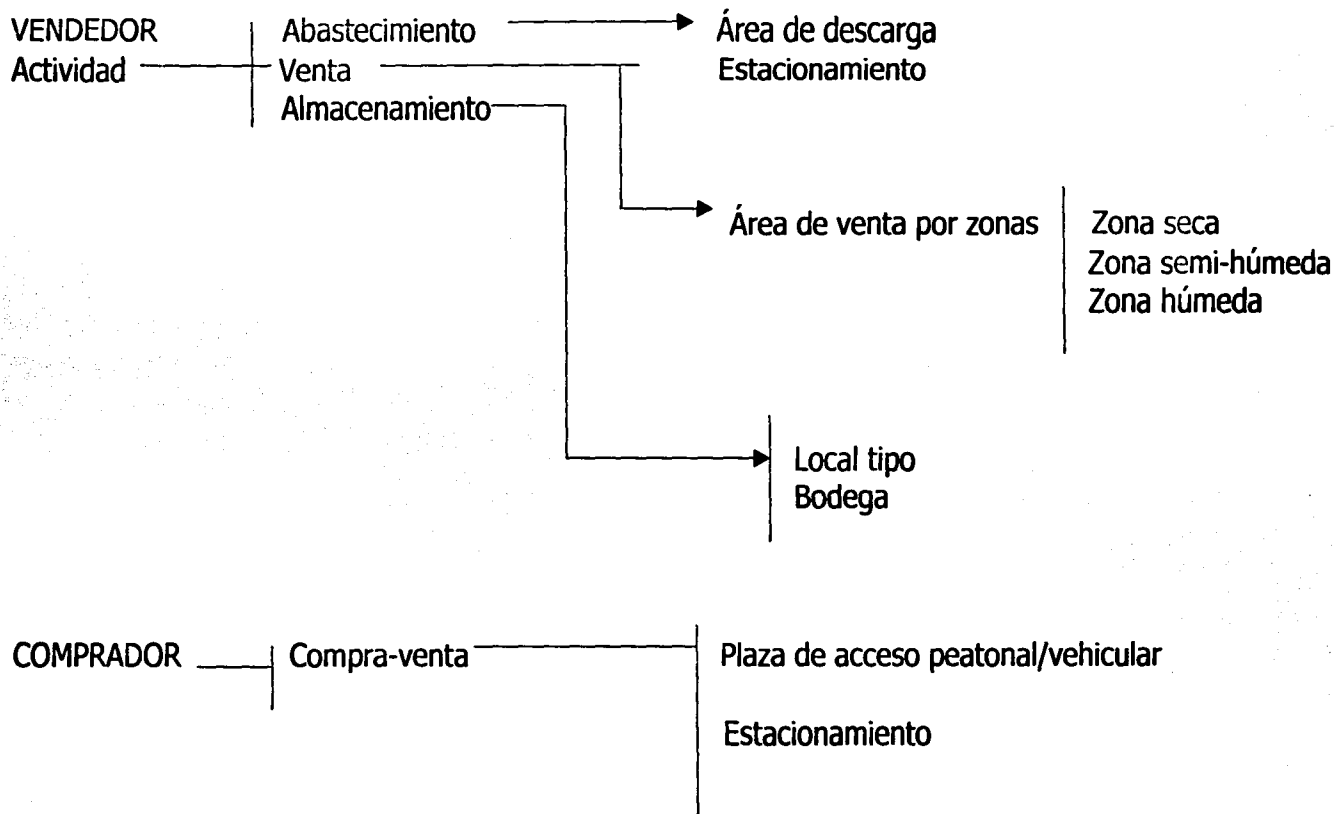 VENDEDOR
Actividad
Abastecimiento
Venta
Almacenamiento
Área de descarga
Estacionamiento
Área de venta por zonas
Zona seca
Zona semi-húmeda
Zona húmeda
Local tipo
Bodega
COMPRADOR
Compra-venta
Plaza de acceso peatonal/vehicular
Estacionamiento